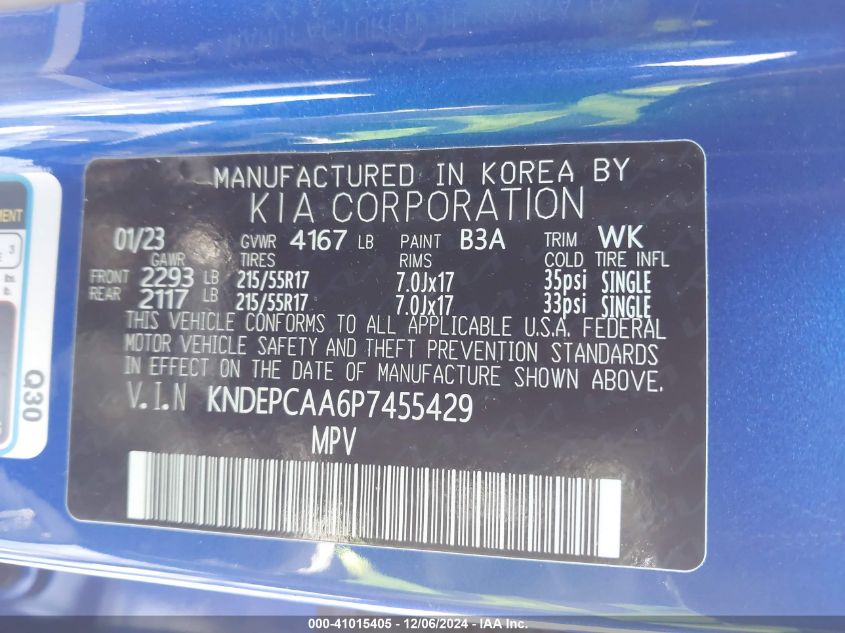 MANUFACTURED IN KOREA BY
KIA CORPORATION
01/23 GVWR 4167 LB PAINT B3A TRIM WK
GAWR TIRES RIMS COLD TIRE INFL
FRONT 2293 LB 215/55R17 7.0Jx17 35psi SINGLE
REAR 2117 LB 215/55R17 7.0Jx17 33psi SINGLE
THIS VEHICLE CONFORMS TO ALL APPLICABLE U.S.A. FEDERAL
MOTOR VEHICLE SAFETY AND THEFT PREVENTION STANDARDS
IN EFFECT ON THE DATE OF MANUFACTURE SHOWN ABOVE.
V.I.N KNDEPCAA6P7455429
MPV
MENT
3
lb.
Q30
000-41015405 - 12/06/2024 - IAA Inc.